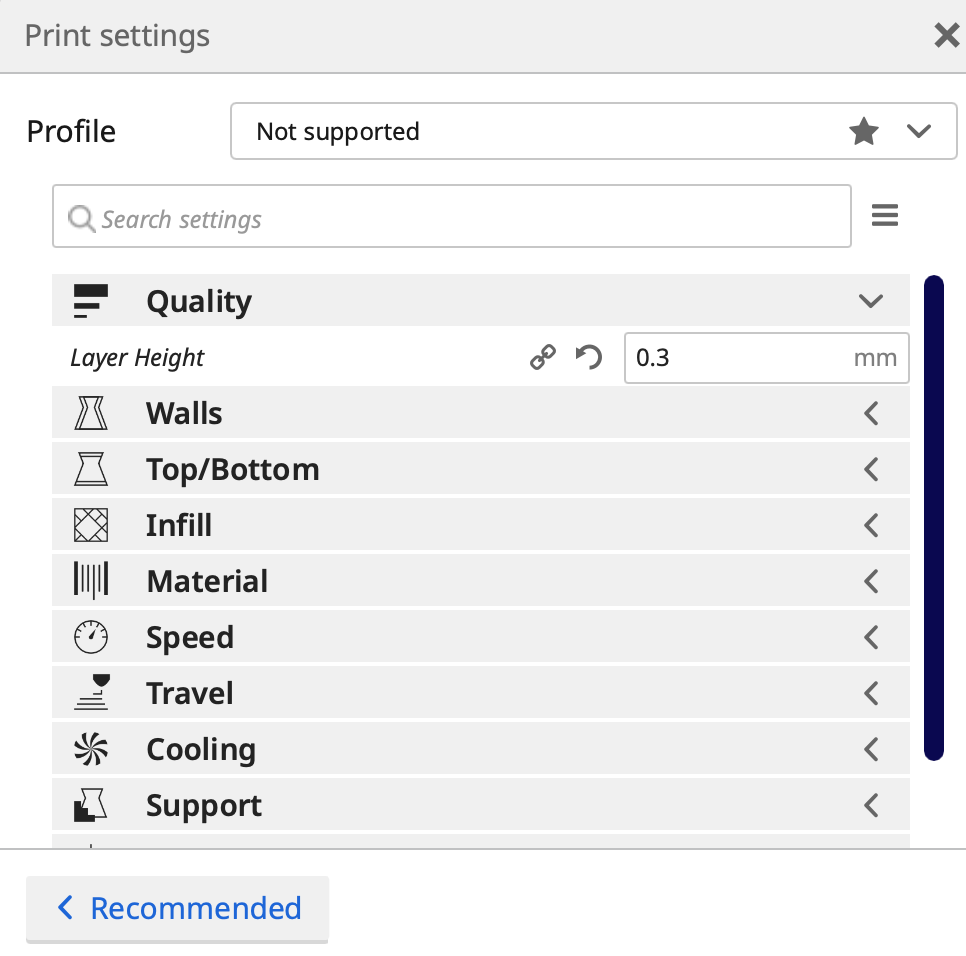 Print settings
Profile
Not supported
Search settings
Quality
Layer Height
0.3 mm
Walls
Top/Bottom
Infill
Material
Speed
Travel
Cooling
Support
Recommended